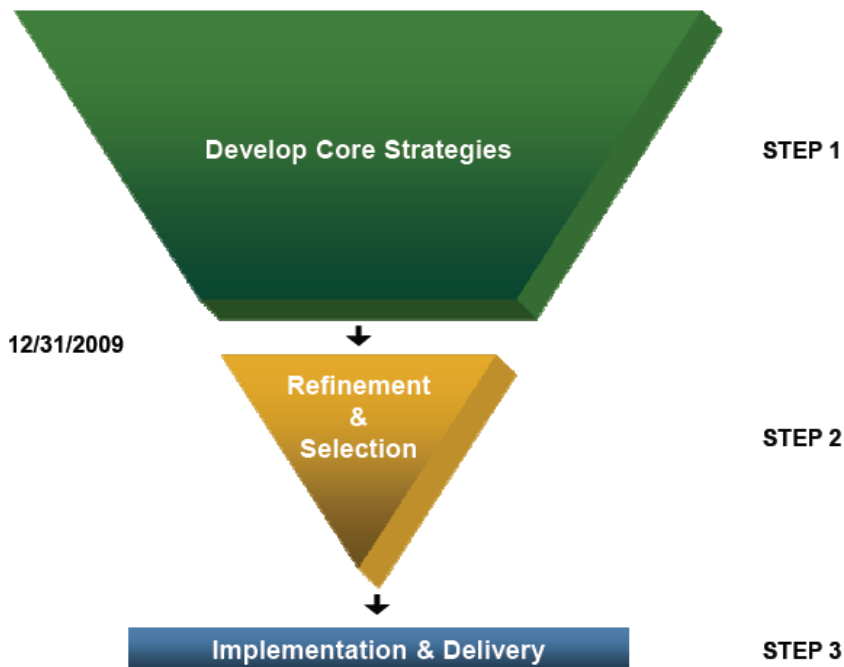 Develop Core Strategies
STEP 1
12/31/2009
Refinement
&
Selection
STEP 2
Implementation & Delivery
STEP 3